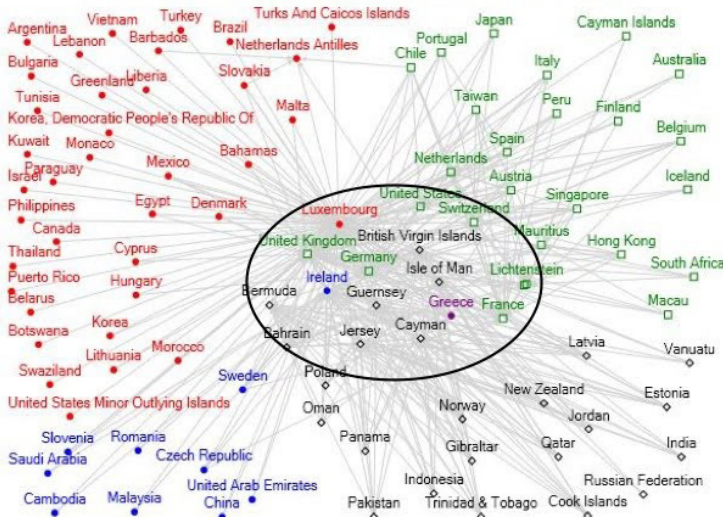 Turks And Caicos Islands
Argentina
Vietnam
Turkey
Brazil
Japan
Cayman Islands
Lebanon
Barbados
Netherlands Antilles
Portugal
Chile
Bulgaria
Greenland
Liberia
Slovakia
Italy
Australia
Tunisia
Malta
Taiwan
Peru
Finland
Korea, Democratic People's Republic Of
Kuwait
Monaco
Bahamas
Spain
Belgium
Israel
Paraguay
Mexico
Netherlands
Austria
Iceland
Philippines
Egypt
Denmark
United States
Singapore
Canada
Luxembourg
Switzerland
Mauritius
Thailand
Cyprus
United Kingdom
British Virgin Islands
Hong Kong
Puerto Rico
Hungary
Germany
Isle of Man
Lichtenstein
South Africa
Belarus
Ireland
Bermuda
Guernsey
Greece
France
Macau
Botswana
Korea
Bahrain
Jersey
Cayman
Latvia
Vanuatu
Swaziland
Lithuania
Morocco
Sweden
Poland
United States Minor Outlying Islands
Oman
Norway
New Zealand
Estonia
Slovenia
Romania
Panama
Gibraltar
Jordan
Qatar
India
Saudi Arabia
Czech Republic
Indonesia
Russian Federation
Cambodia
Malaysia
United Arab Emirates
China
Pakistan
Trinidad & Tobago
Cook Islands